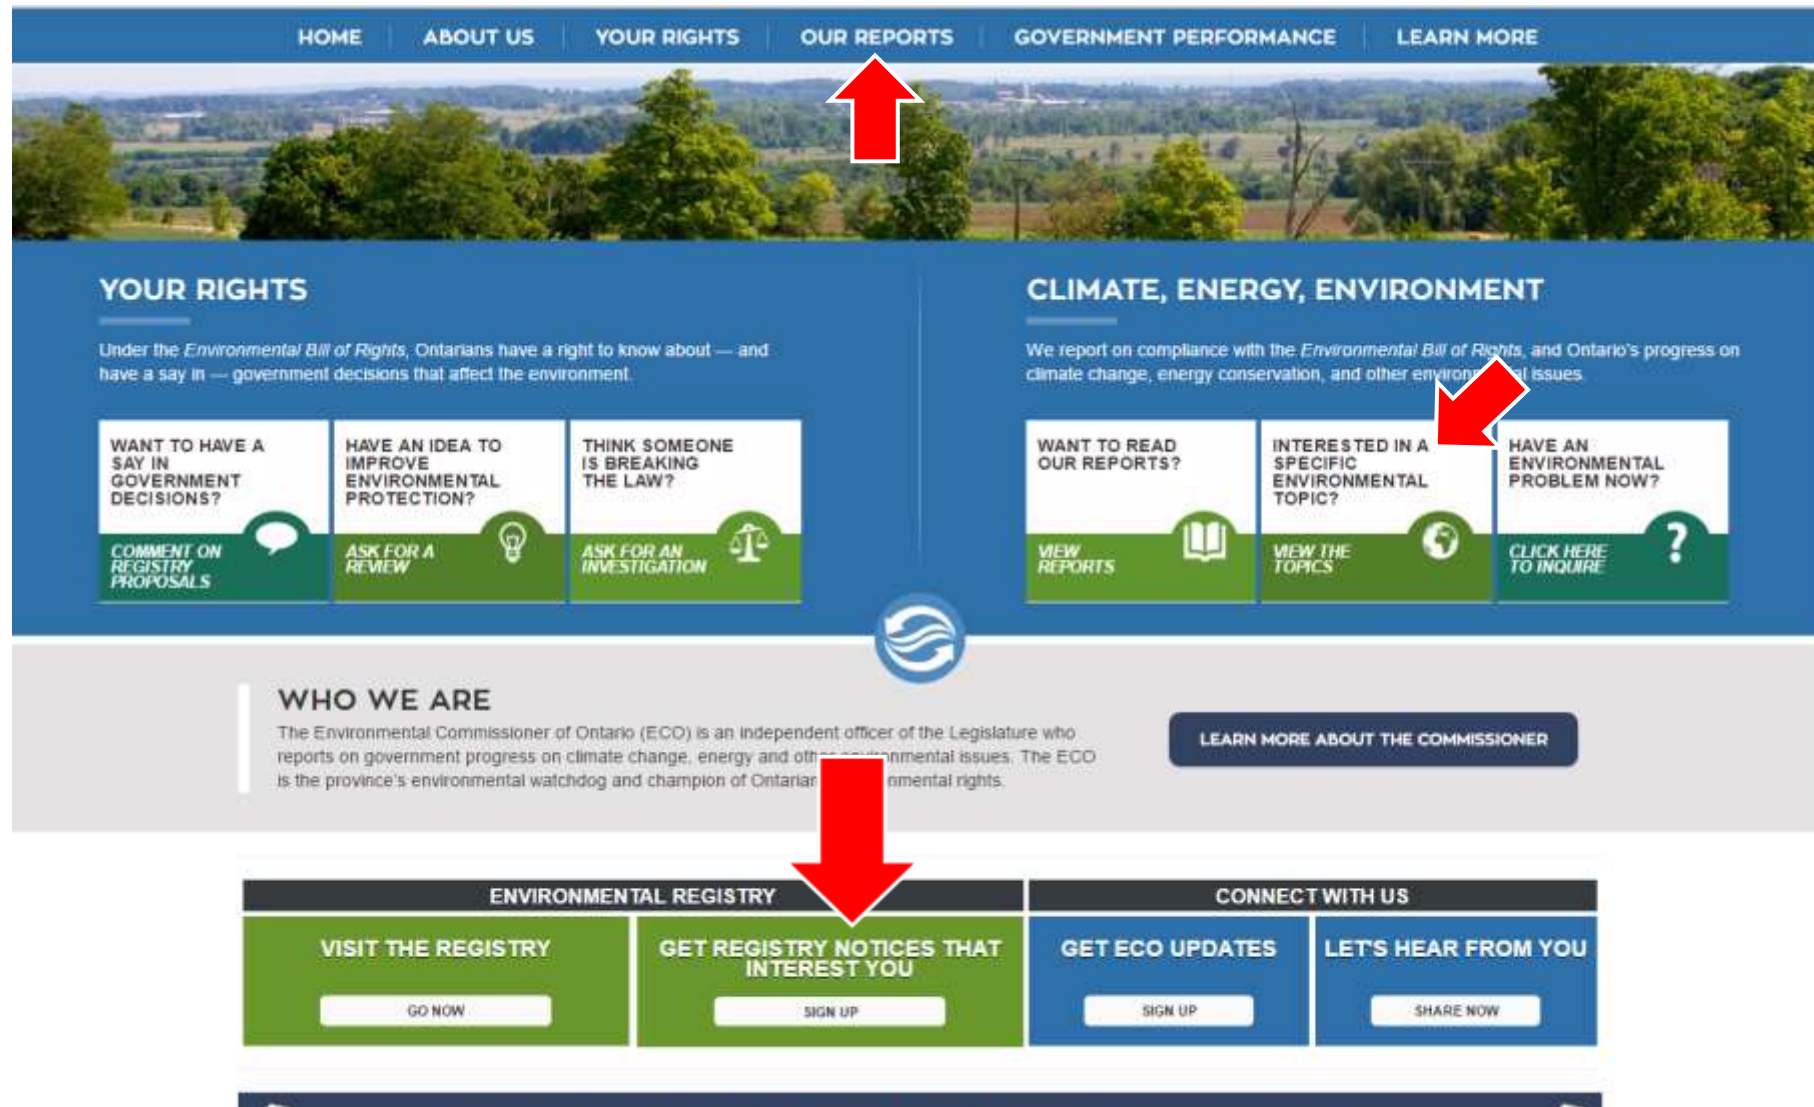 HOME ABOUT US YOUR RIGHTS OUR REPORTS GOVERNMENT PERFORMANCE LEARN MORE
YOUR RIGHTS
Under the Environmental Bill of Rights, Ontarians have a right to know about — and
have a say in — government decisions that affect the environment.
WANT TO HAVE A
SAY IN
GOVERNMENT
DECISIONS?
COMMENT ON
REGISTRY
PROPOSALS
HAVE AN IDEA TO
IMPROVE
ENVIRONMENTAL
PROTECTION?
ASK FOR A
REVIEW
THINK SOMEONE
IS BREAKING
THE LAW?
ASK FOR AN
INVESTIGATION
CLIMATE, ENERGY, ENVIRONMENT
We report on compliance with the Environmental Bill of Rights, and Ontario's progress on
climate change, energy conservation, and other environmental issues.
WANT TO READ
OUR REPORTS?
VIEW
REPORTS
INTERESTED IN A
SPECIFIC
ENVIRONMENTAL
TOPIC?
VIEW THE
TOPICS
HAVE AN
ENVIRONMENTAL
PROBLEM NOW?
?
CLICK HERE
TO INQUIRE
WHO WE ARE
The Environmental Commissioner of Ontario (ECO) is an independent officer of the Legislature who
reports on government progress on climate change, energy and other environmental issues. The ECO
is the province's environmental watchdog and champion of rights.
LEARN MORE ABOUT THE COMMISSIONER
ENVIRONMENTAL REGISTRY
VISIT THE REGISTRY
GO NOW
GET REGISTRY NOTICES THAT
INTEREST YOU
SIGN UP
CONNECT WITH US
GET ECO UPDATES
SIGN UP
LET'S HEAR FROM YOU
SHARE NOW